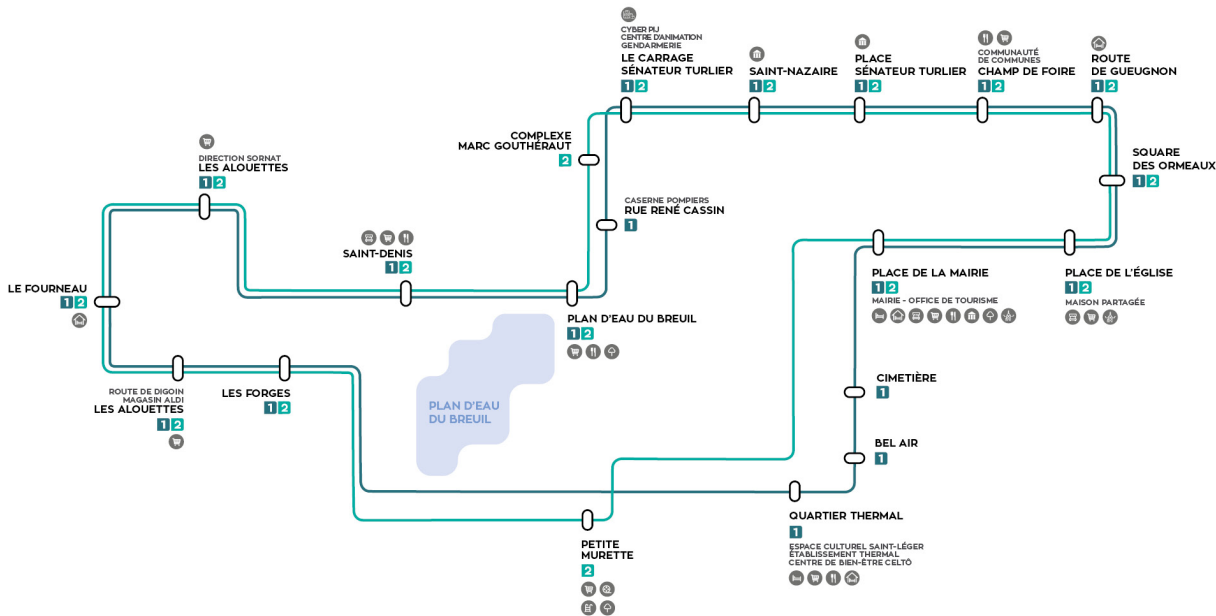 CYBER PIJ
CENTRE D'ANIMATION
GENDARMERIE
LE CARRAGE
SÉNATEUR TURLIER
1 2
SAINT-NAZAIRE
1 2
PLACE
SÉNATEUR TURLIER
1 2
COMMUNAUTÉ
DE COMMUNES
CHAMP DE FOIRE
1 2
ROUTE
DE GUEUGNON
1 2
COMPLEXE
MARC GOUTHÉRAUT
2
SQUARE
DES ORMEAUX
1 2
DIRECTION SORNAT
LES ALOUETTES
1 2
CASERNE POMPIERS
RUE RENÉ CASSIN
1
SAINT-DENIS
1 2
PLACE DE LA MAIRIE
1 2
MAIRIE - OFFICE DE TOURISME
PLACE DE L'ÉGLISE
1 2
MAISON PARTAGÉE
LE FOURNEAU
1 2
PLAN D'EAU DU BREUIL
1 2
ROUTE DE DIGOIN
MAGASIN ALDI
LES ALOUETTES
1 2
LES FORGES
1 2
PLAN D'EAU
DU BREUIL
CIMETIÈRE
1
BEL AIR
1
QUARTIER THERMAL
1
ESPACE CULTUREL SAINT-LÉGER
ÉTABLISSEMENT THERMAL
CENTRE DE BIEN-ÊTRE CELTÔ
PETITE
MURETTE
2